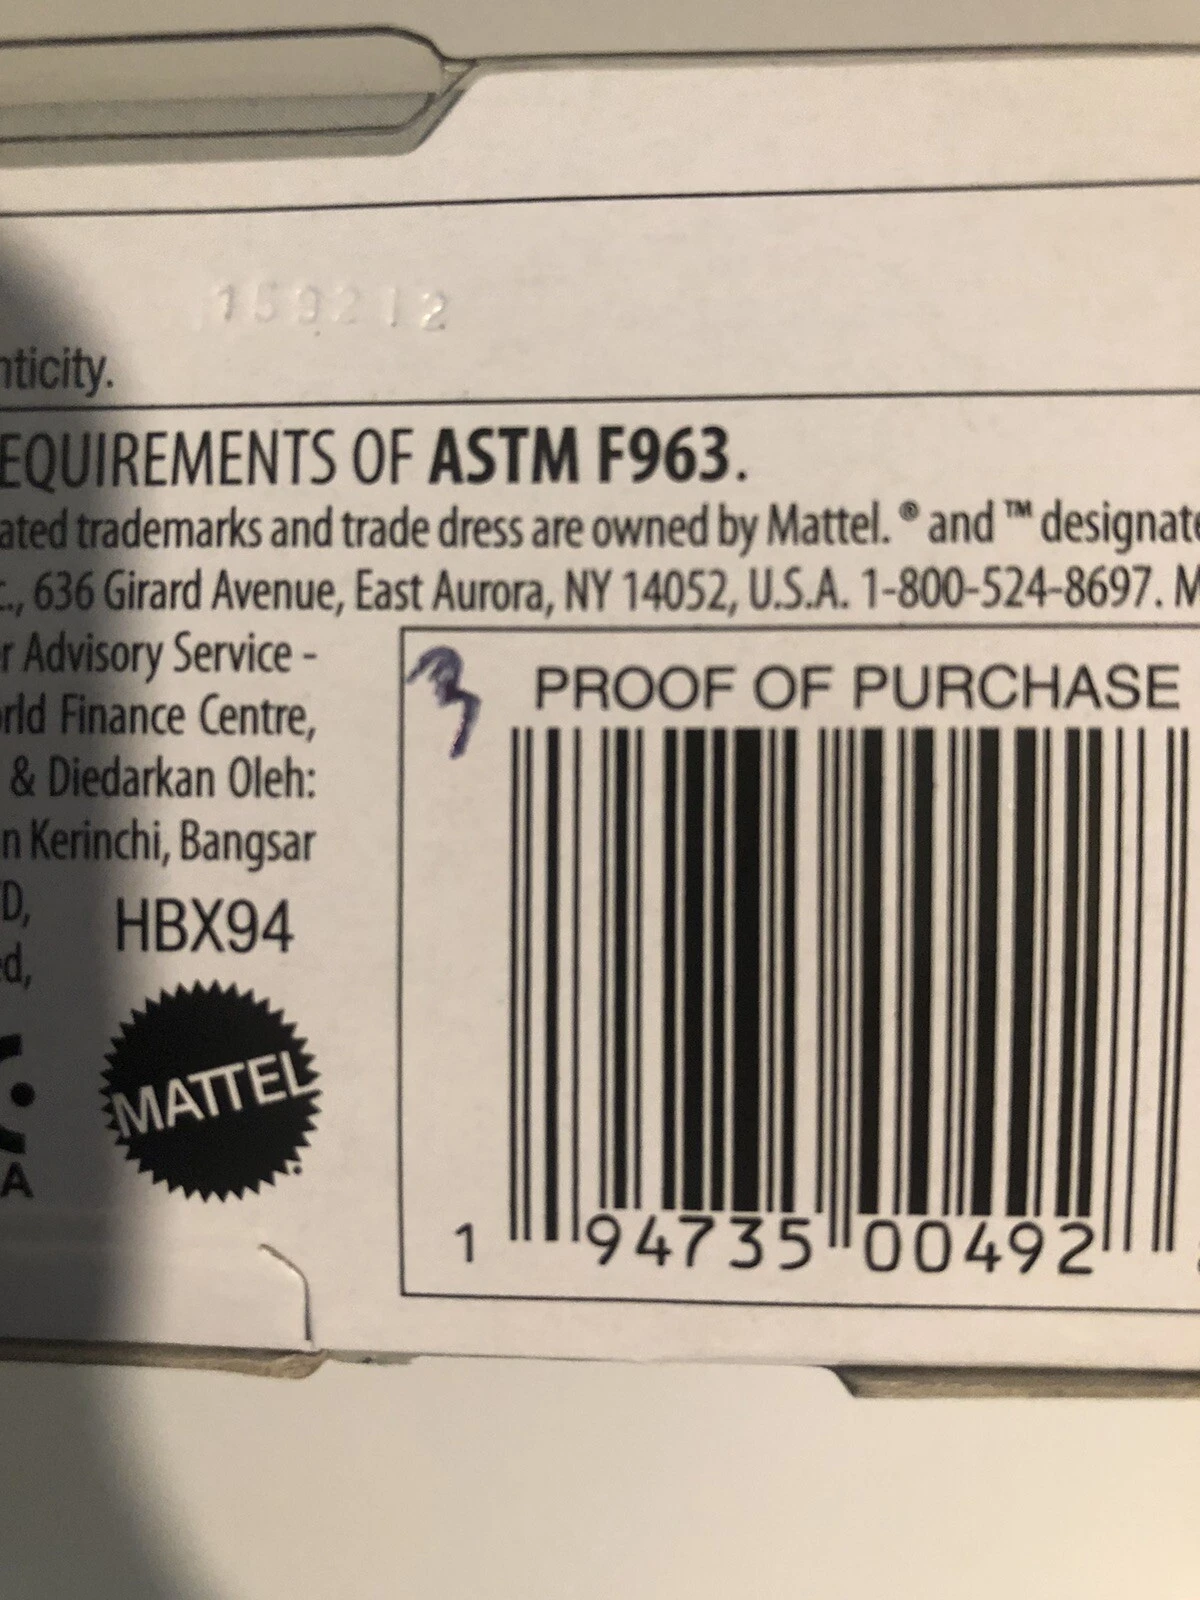 159212
nticity.
EQUIREMENTS OF ASTM F963.
ated trademarks and trade dress are owned by Mattel. ® and ™ designate
c., 636 Girard Avenue, East Aurora, NY 14052, U.S.A. 1-800-524-8697. M
r Advisory Service -
orld Finance Centre,
& Diedarkan Oleh:
n Kerinchi, Bangsar
D,
ed,
HBX94
MATTEL
A
3
PROOF OF PURCHASE
1 94735 00492